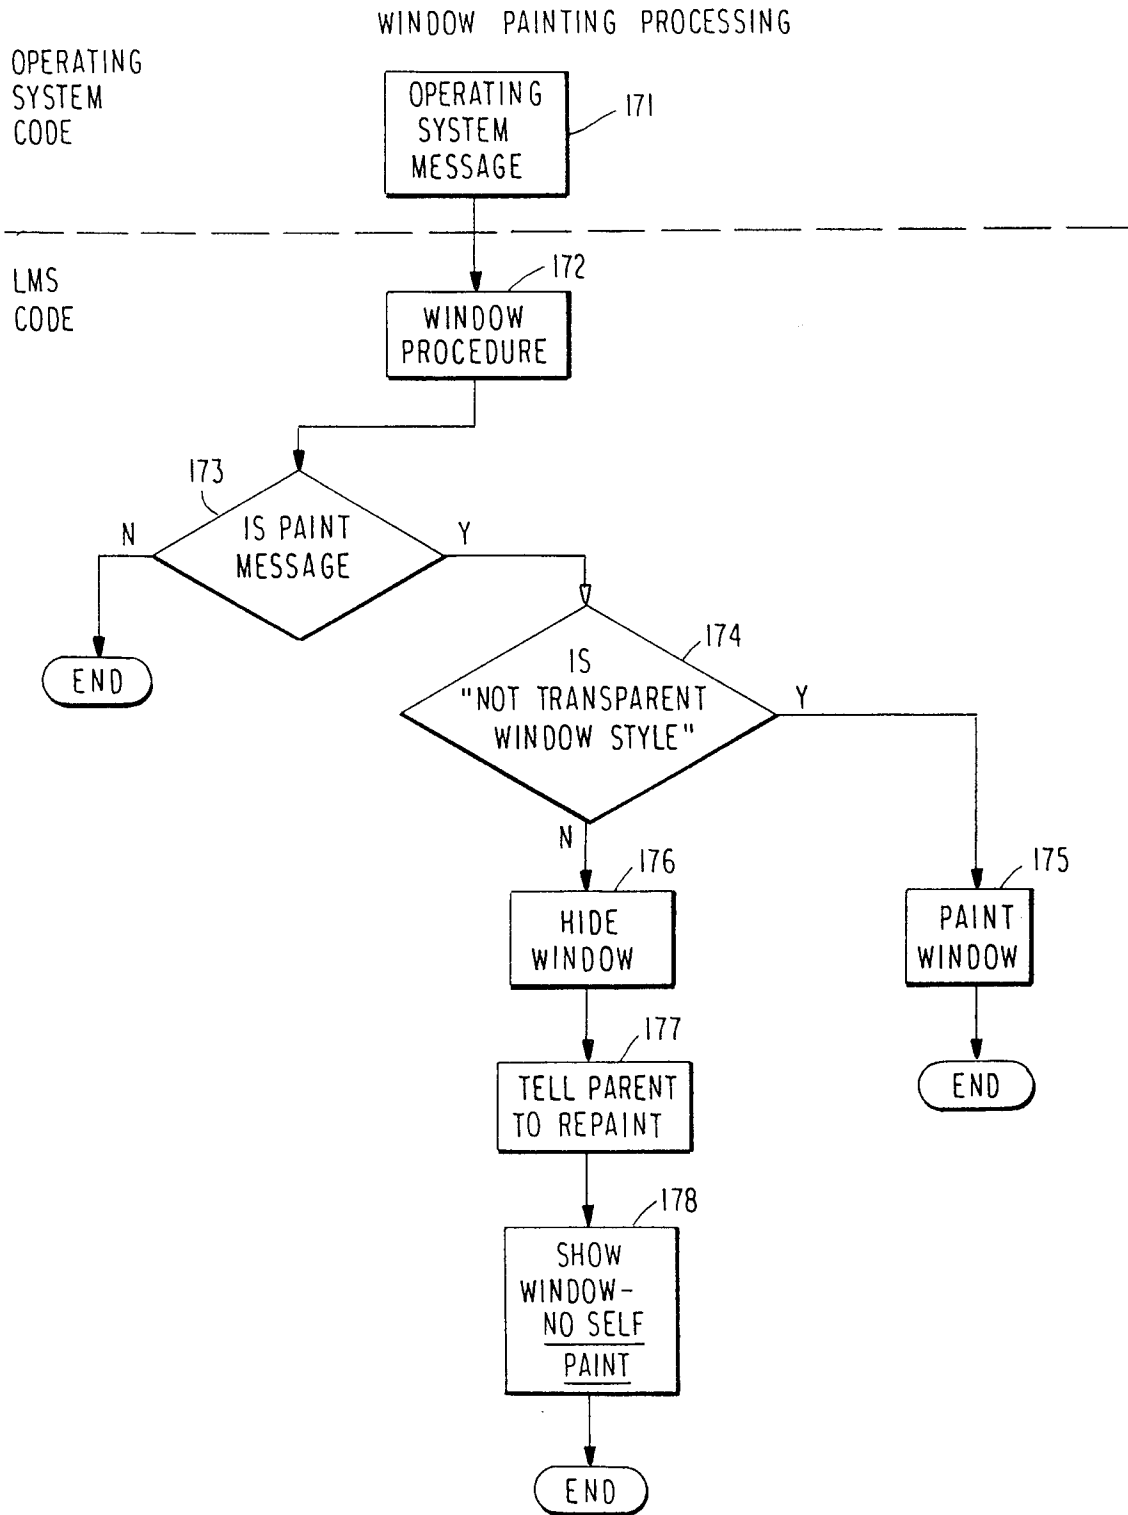 WINDOW PAINTING PROCESSING
OPERATING
SYSTEM
CODE
OPERATING
SYSTEM
MESSAGE
171
LMS
CODE
172
WINDOW
PROCEDURE
173
IS PAINT
MESSAGE
N
Y
END
174
IS
"NOT TRANSPARENT
WINDOW STYLE"
Y
N
176
HIDE
WINDOW
175
PAINT
WINDOW
177
TELL PARENT
TO REPAINT
END
178
SHOW
WINDOW-
NO SELF
PAINT
END